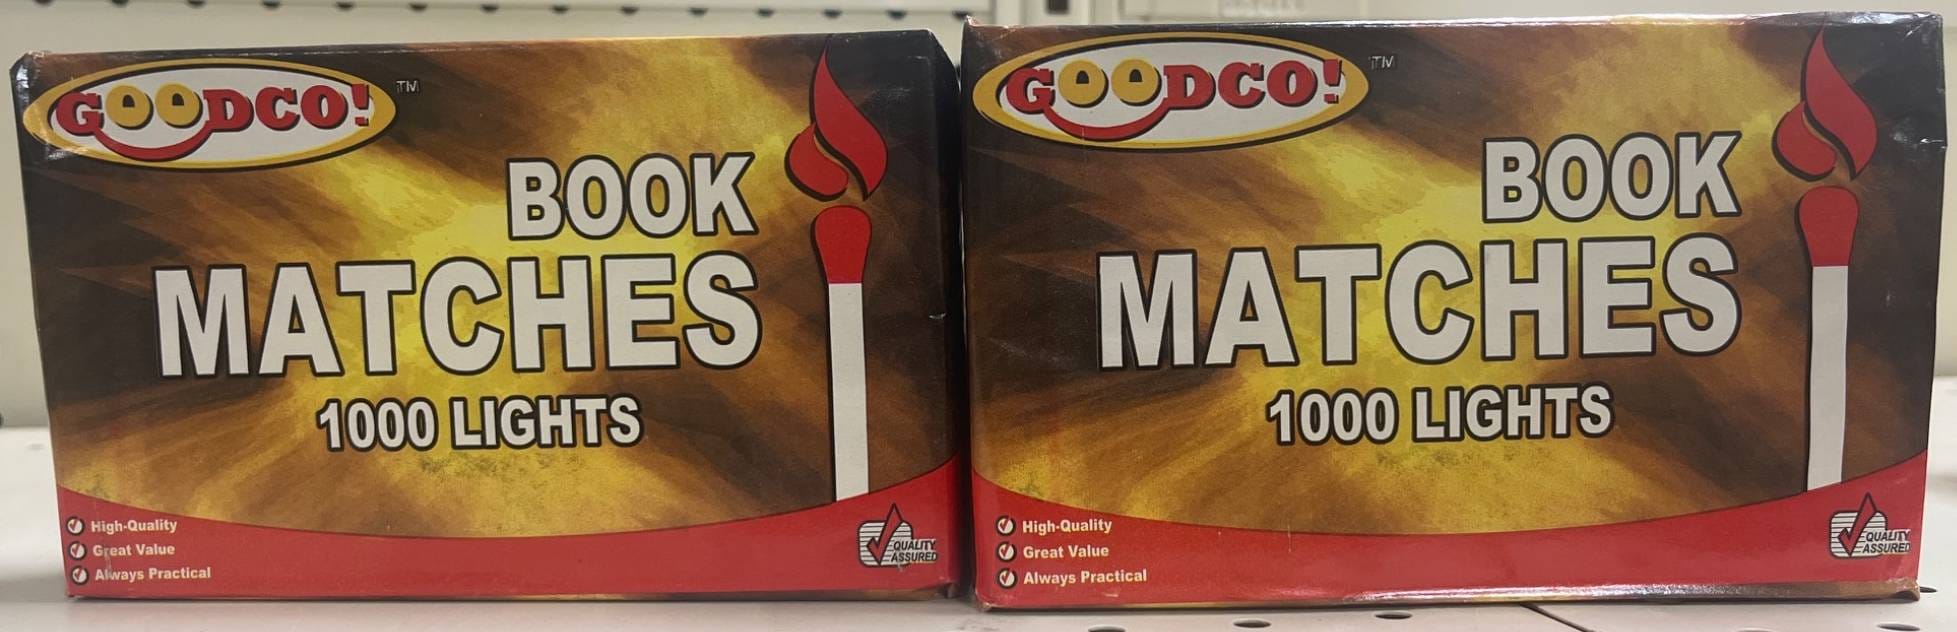 GOODCO! TM
BOOK
MATCHES
1000 LIGHTS
High-Quality
Great Value
Always Practical
QUALITY
ASSURED
GOODCO! TM
BOOK
MATCHES
1000 LIGHTS
High-Quality
Great Value
Always Practical
QUALITY
ASSURED